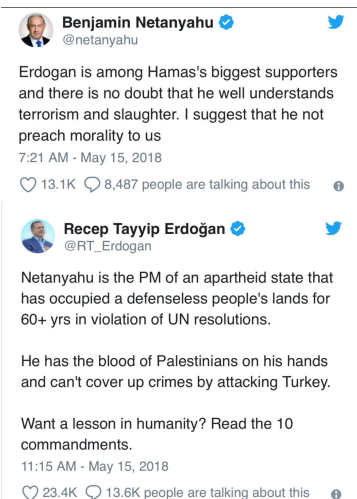 Benjamin Netanyahu
@netanyahu
Erdogan is among Hamas's biggest supporters
and there is no doubt that he well understands
terrorism and slaughter. I suggest that he not
preach morality to us
7:21 AM - May 15, 2018
13.1K 8,487 people are talking about this
Recep Tayyip Erdoğan
@RT_Erdogan
Netanyahu is the PM of an apartheid state that
has occupied a defenseless people's lands for
60+ yrs in violation of UN resolutions.
He has the blood of Palestinians on his hands
and can't cover up crimes by attacking Turkey.
Want a lesson in humanity? Read the 10
commandments.
11:15 AM - May 15, 2018
23.4K 13.6K people are talking about this